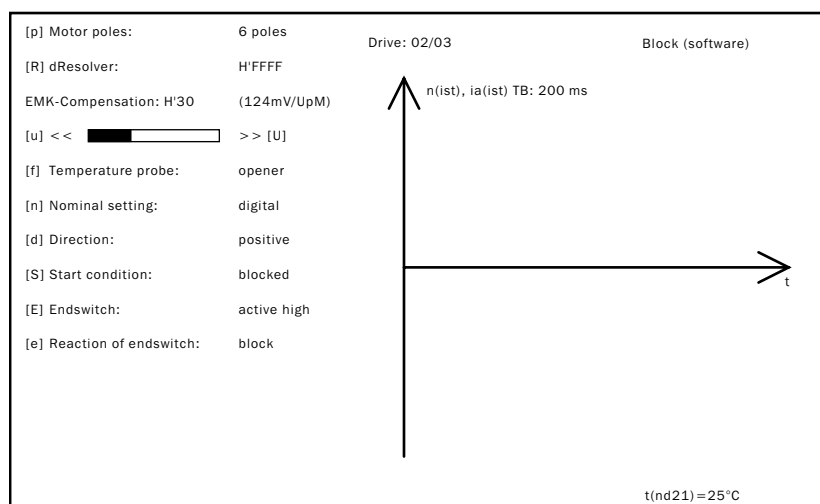 [p] Motor poles: 6 poles
Drive: 02/03 Block (software)
[R] dResolver: H'FFFF
n(ist), ia(ist) TB: 200 ms
EMK-Compensation: H'30 (124mV/UpM)
[u] << >> [U]
[f] Temperature probe: opener
[n] Nominal setting: digital
[d] Direction: positive
[S] Start condition: blocked
t
[E] Endswitch: active high
[e] Reaction of endswitch: block
t(nd21)=25°C